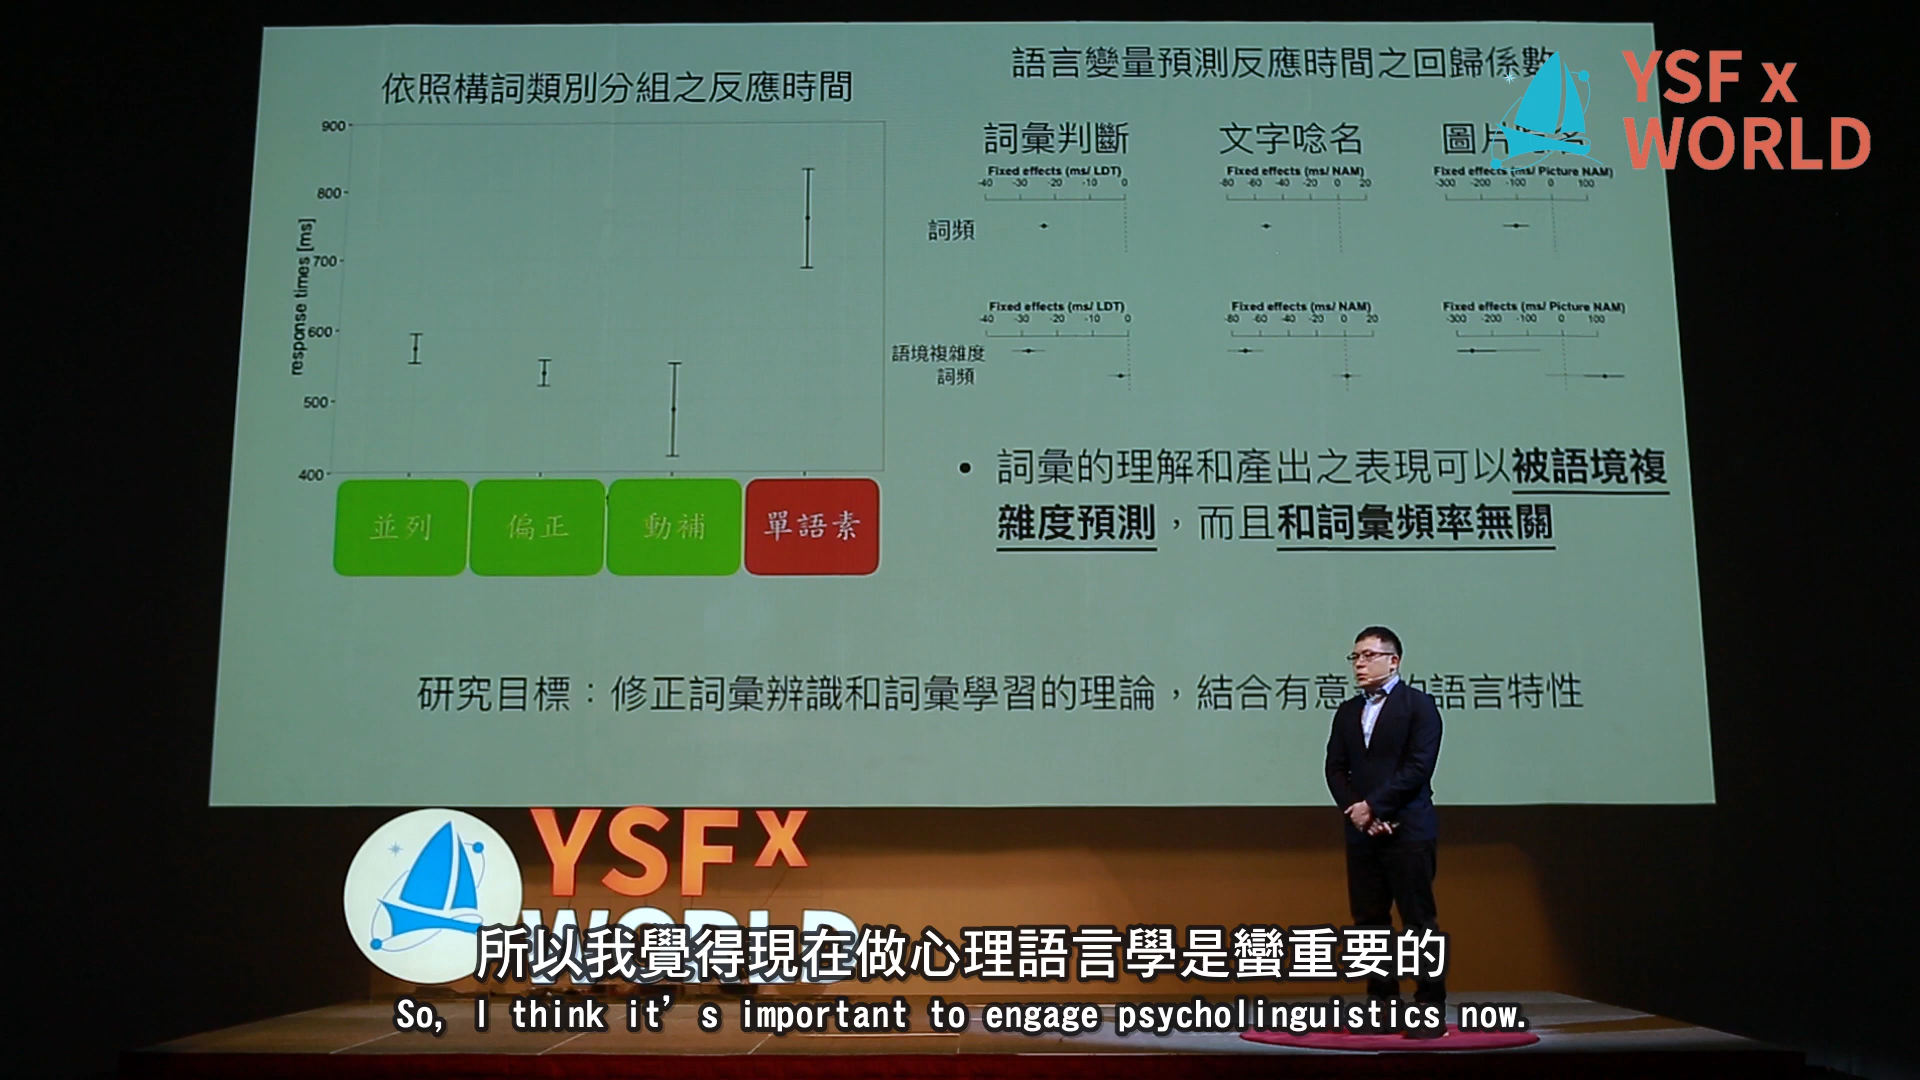 依照構詞類別分組之反應時間
response times [ms]
900
800
700
600
500
400
並列 偏正 動補 單語素
語言變量預測反應時間之回歸係數
詞彙判斷 文字唸名 圖片
Fixed effects (ms/ LDT) Fixed effects (ms/ NAM) Fixed effects (ms/ Picture NAM)
-40 -30 -20 -10 0 -80 -60 -40 -20 0 20 -300 -200 -100 0 100
詞頻
Fixed effects (ms/ LDT) Fixed effects (ms/ NAM) Fixed effects (ms/ Picture NAM)
-40 -30 -20 -10 0 -80 -60 -40 -20 0 20 -300 -200 -100 0 100
語境複雜度
詞頻
• 詞彙的理解和產出之表現可以被語境複
雜度預測，而且和詞彙頻率無關
研究目標：修正詞彙辨識和詞彙學習的理論，結合有意 語言特性
YSF x
WORLD
YSF x
WORLD
所以我覺得現在做心理語言學是蠻重要的
So, I think it's important to engage psycholinguistics now.